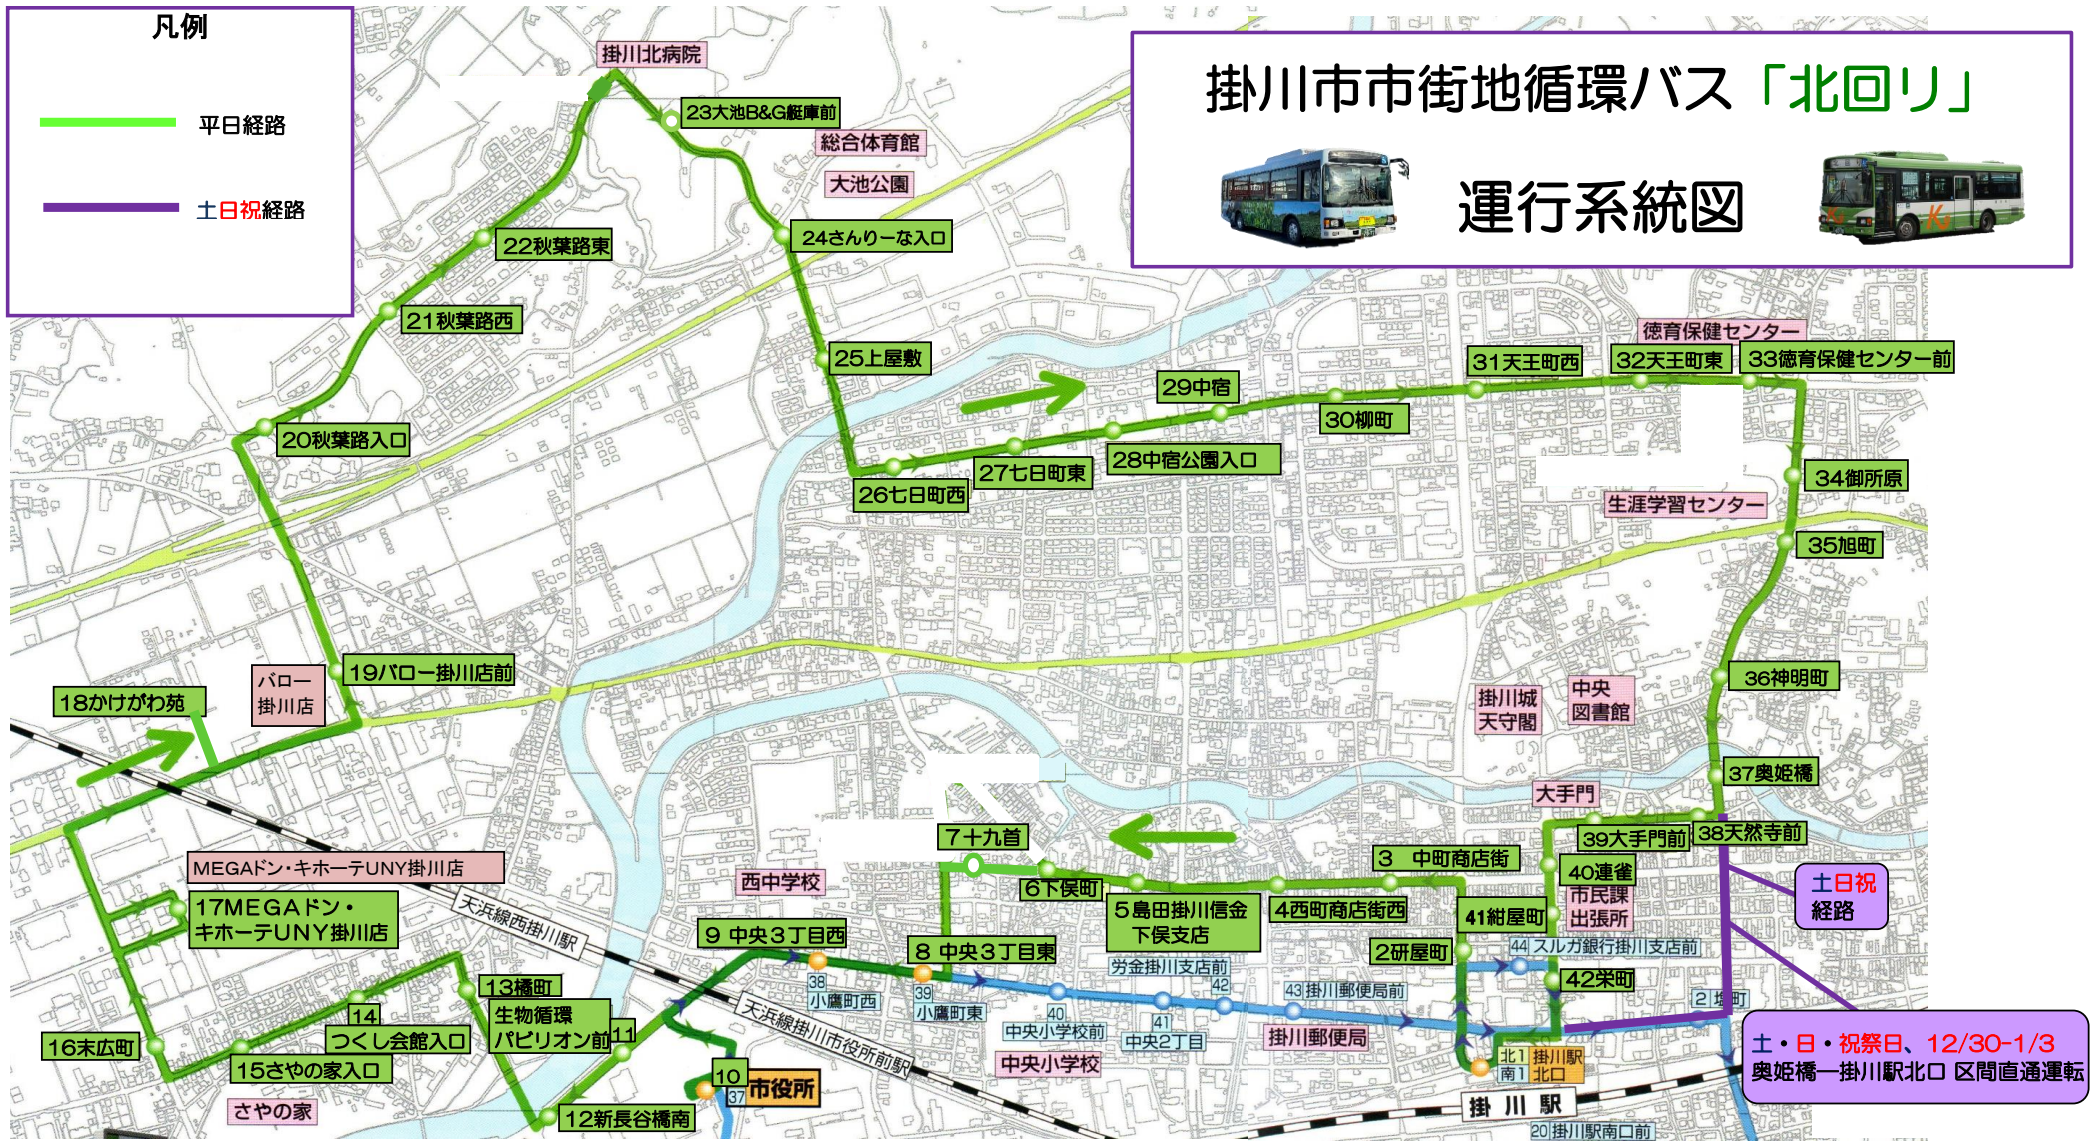 凡例
平日経路
土日祝経路
掛川市市街地循環バス「北回り」
運行系統図
掛川北病院
23大池B&G艇庫前
総合体育館
大池公園
22秋葉路東
24さんりーな入口
21秋葉路西
25上屋敷
徳育保健センター
31天王町西
32天王町東
33徳育保健センター前
29中宿
30柳町
20秋葉路入口
28中宿公園入口
27七日町東
26七日町西
34御所原
生涯学習センター
35旭町
19バロー掛川店前
バロー
掛川店
18かけがわ苑
36神明町
掛川城
天守閣
中央
図書館
37奥姫橋
大手門
38天然寺前
39大手門前
7十九首
3 中町商店街
40連雀
MEGAドン・キホーテUNY掛川店
西中学校
6下俣町
土日祝
経路
17MEGAドン・
キホーテUNY掛川店
天浜線西掛川駅
5島田掛川信金
下俣支店
4西町商店街西
41紺屋町
市民課
出張所
9 中央3丁目西
8 中央3丁目東
2研屋町
44 スルガ銀行掛川支店前
労金掛川支店前
42
43 掛川郵便局前
42栄町
13橋町
38
小鷹町西
39
小鷹町東
40
中央小学校前
41
中央2丁目
14
つくし会館入口
生物循環
パビリオン前
11
天浜線掛川市役所前駅
掛川郵便局
16末広町
15さやの家入口
中央小学校
北1
南1
掛川駅
北口
土・日・祝祭日、12/30-1/3
奥姫橋―掛川駅北口 区間直通運転
10
37
市役所
さやの家
12新長谷橋南
掛川駅
20 掛川駅南口前